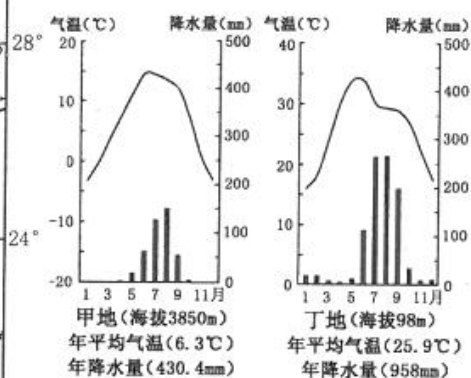 28°
24°
气温(℃) 降水量(mm)
20 500
10 400
0 300
-10 200
-20 100
0
1 3 5 7 9 11月
甲地(海拔3850m)
年平均气温(6.3℃)
年降水量(430.4mm)
气温(℃) 降水量(mm)
40 500
30 400
20 300
10 200
0 100
0
1 3 5 7 9 11月
丁地(海拔98m)
年平均气温(25.9℃)
年降水量(958mm)